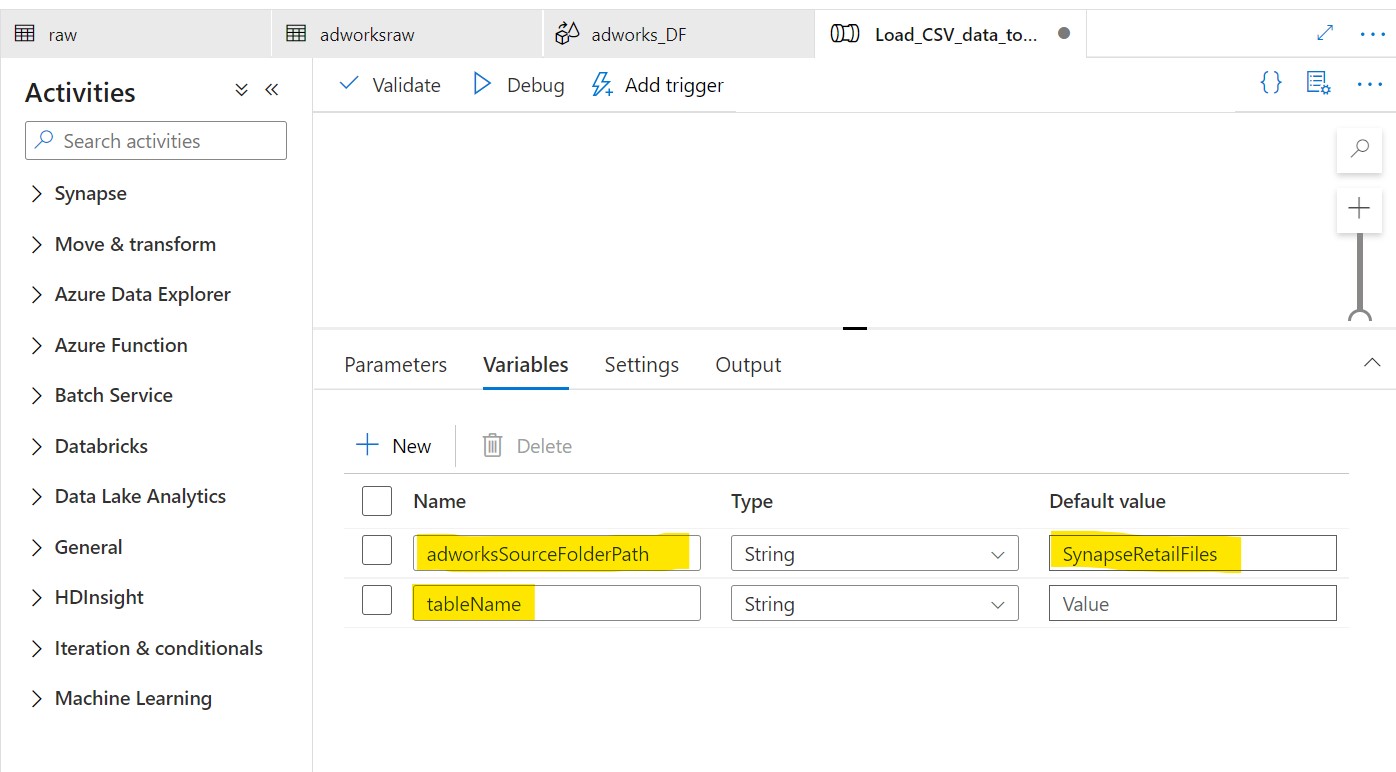 raw
adworksraw
adworks_DF
Load_CSV_data_to...
Activities
Validate
Debug
Add trigger
{}
Search activities
Synapse
Move & transform
Azure Data Explorer
Azure Function
Batch Service
Databricks
Data Lake Analytics
General
HDInsight
Iteration & conditionals
Machine Learning
Parameters
Variables
Settings
Output
New
Delete
Name
Type
Default value
adworksSourceFolderPath
String
SynapseRetailFiles
tableName
String
Value